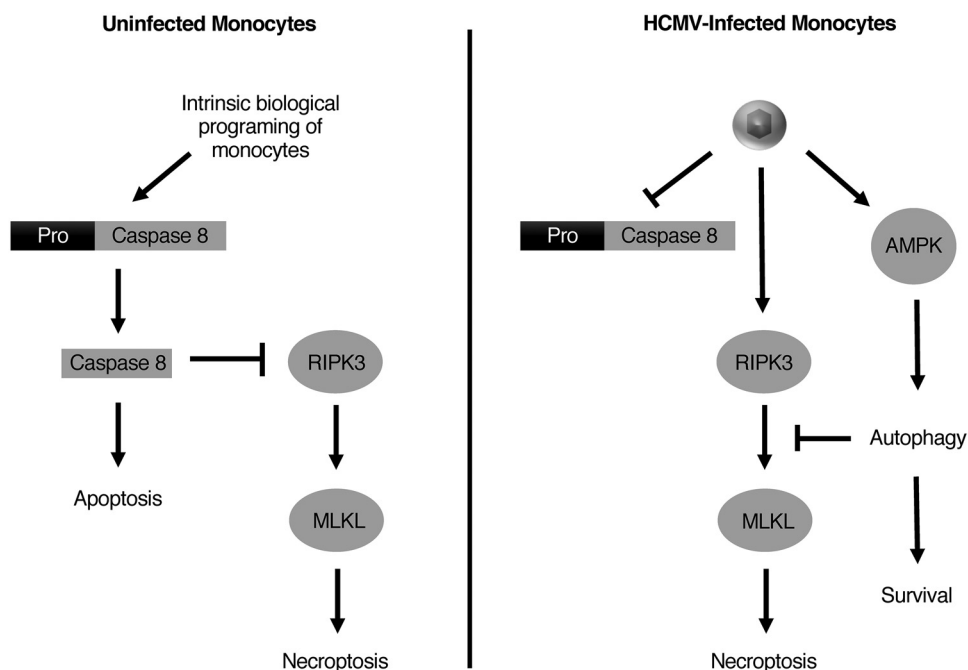 Uninfected Monocytes
Intrinsic biological
programing of
monocytes
Pro
Caspase 8
Caspase 8
RIPK3
Apoptosis
MLKL
Necroptosis
HCMV-Infected Monocytes
Pro
Caspase 8
AMPK
RIPK3
Autophagy
MLKL
Survival
Necroptosis